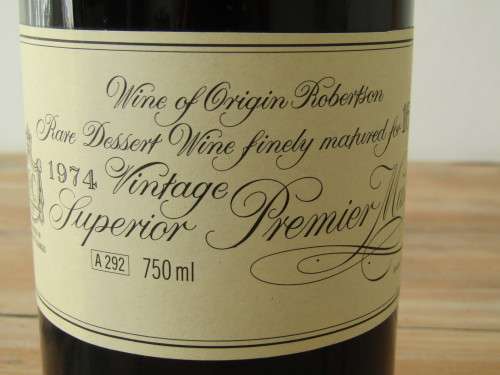 Wine of Origin Robertson
Rare Dessert Wine finely matured for
1974 Vintage
Superior Premier
A 292 750 ml